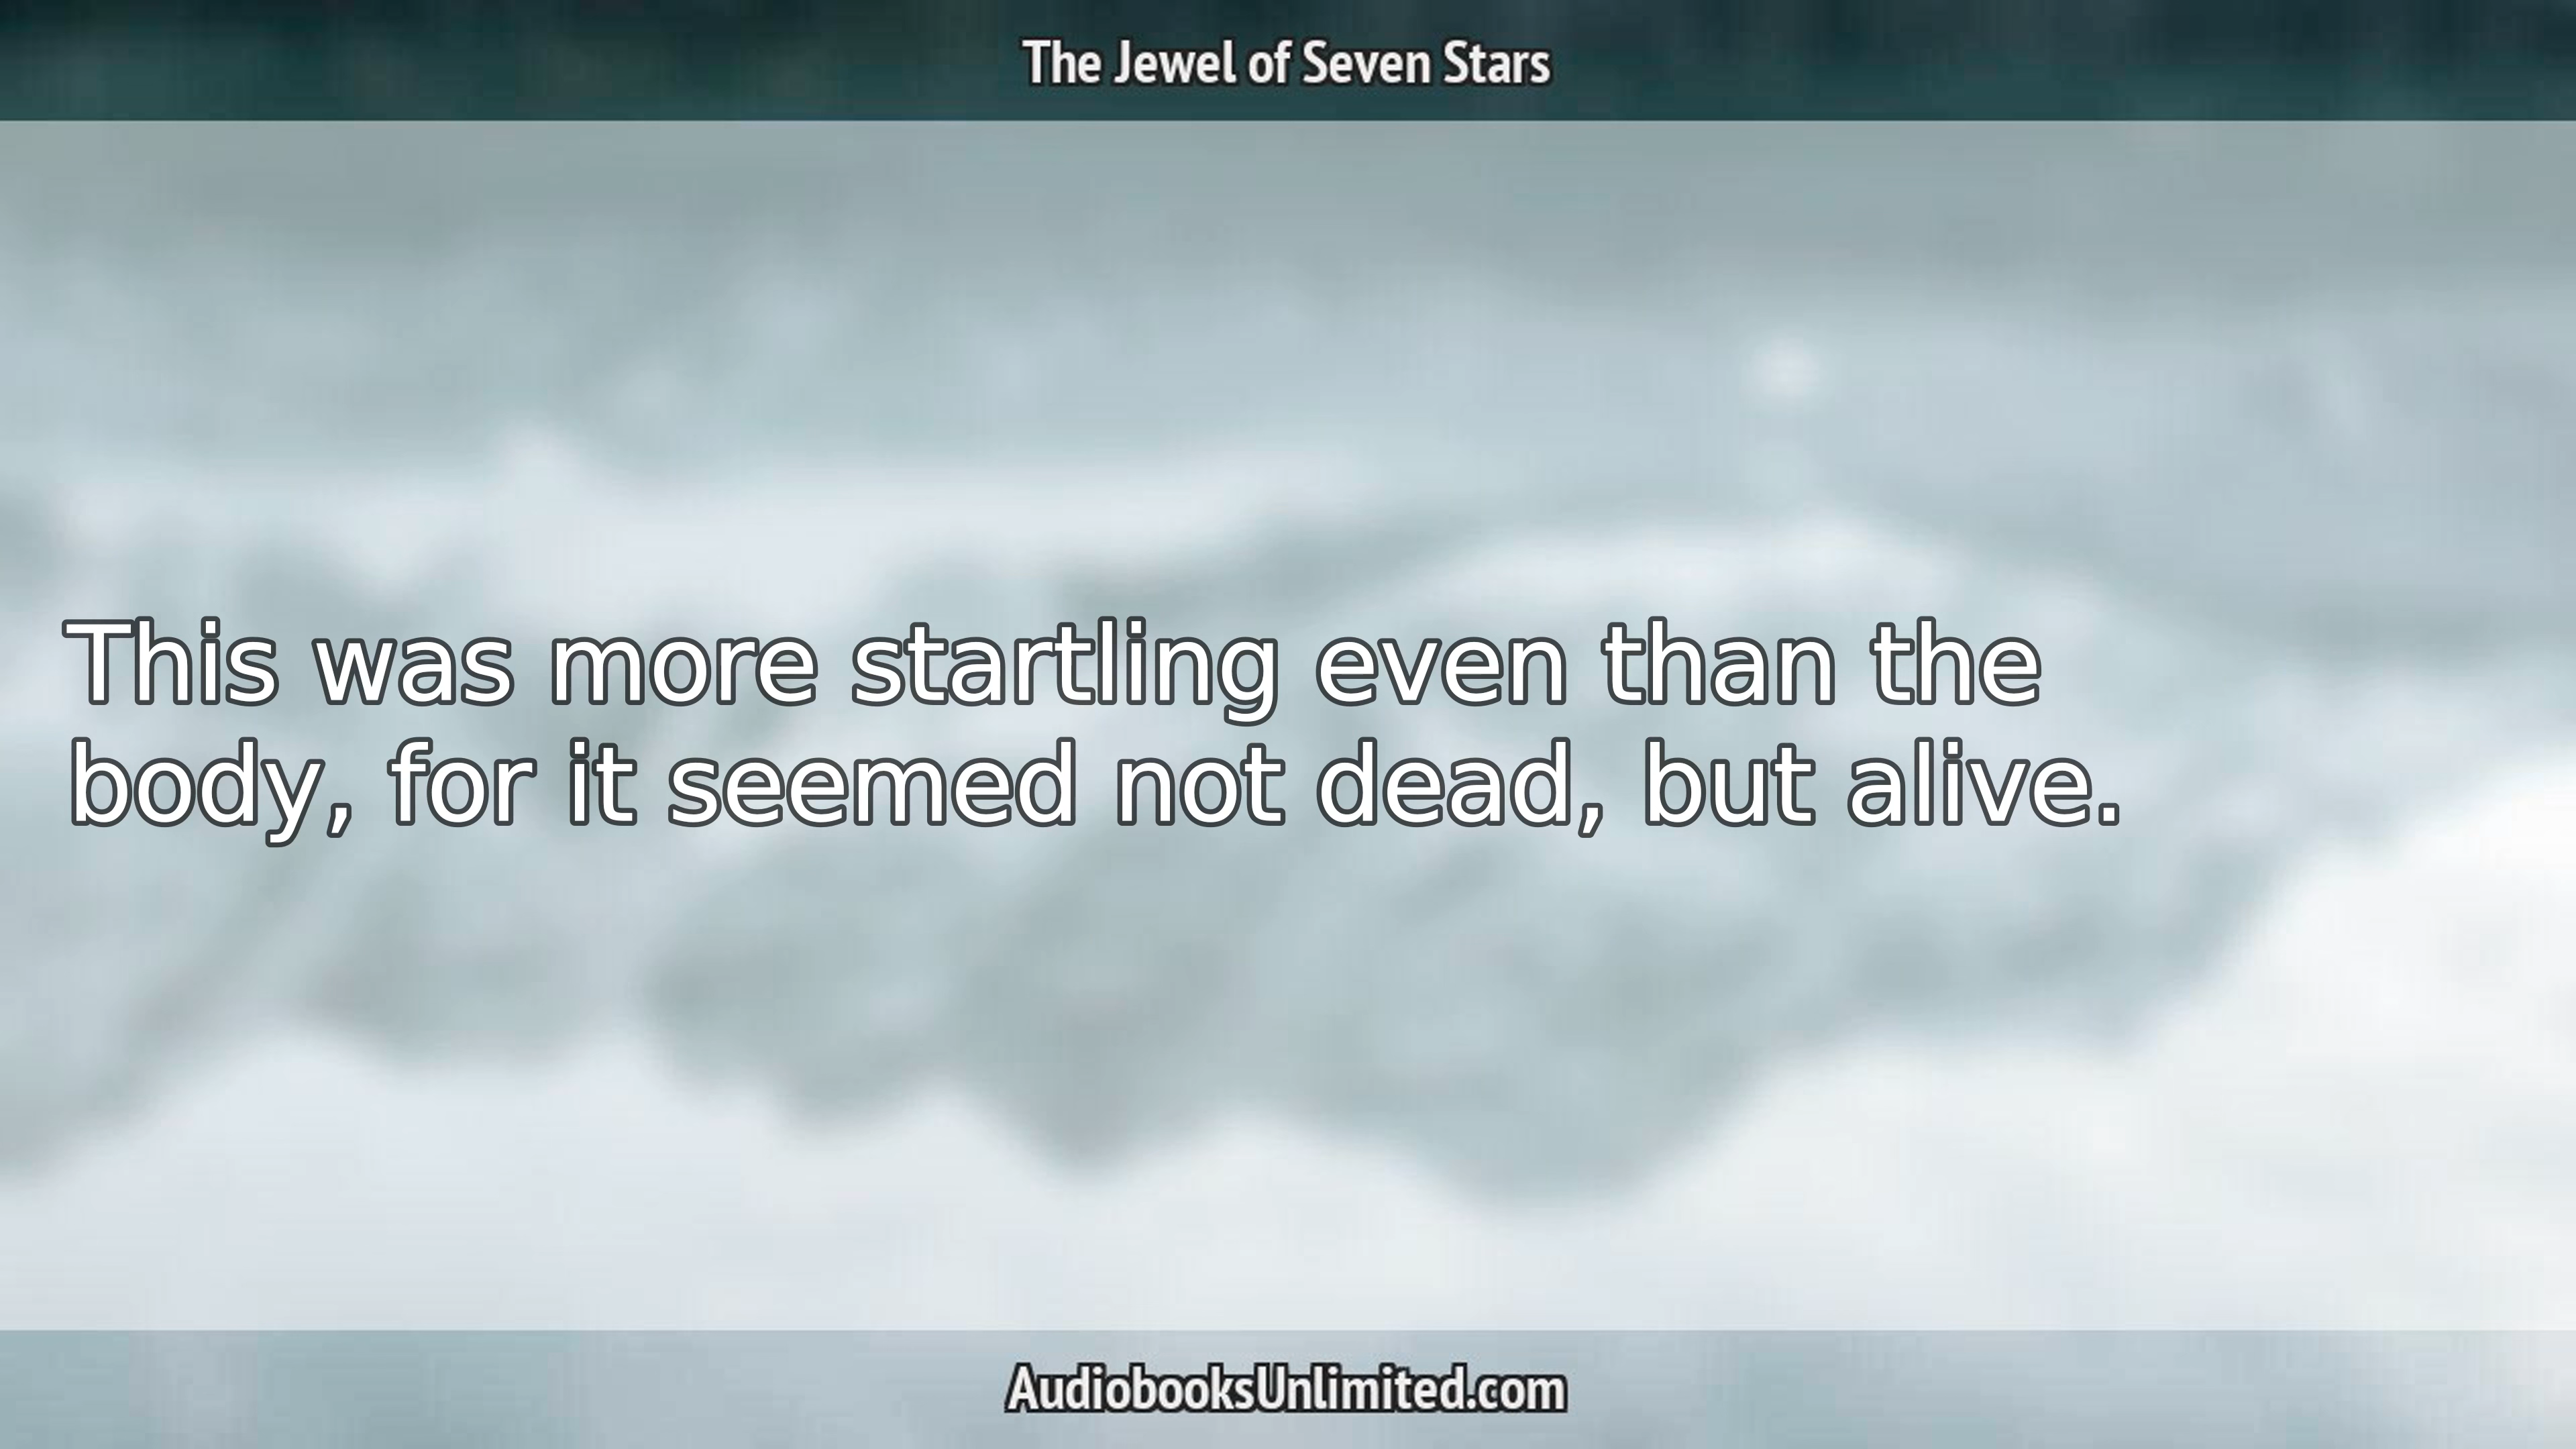 The Jewel of Seven Stars
This was more startling even than the
body, for it seemed not dead, but alive.
AudiobooksUnlimited.com